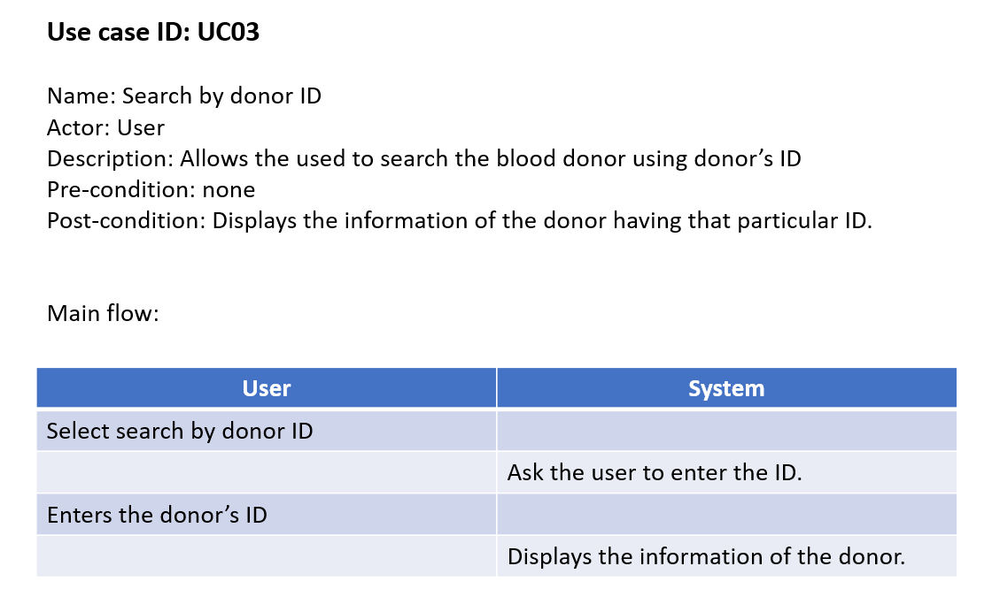 Use case ID: UC03
Name: Search by donor ID
Actor: User
Description: Allows the used to search the blood donor using donor’s ID
Pre-condition: none
Post-condition: Displays the information of the donor having that particular ID.
Main flow:
User System
Select search by donor ID
Ask the user to enter the ID.
Enters the donor’s ID
Displays the information of the donor.